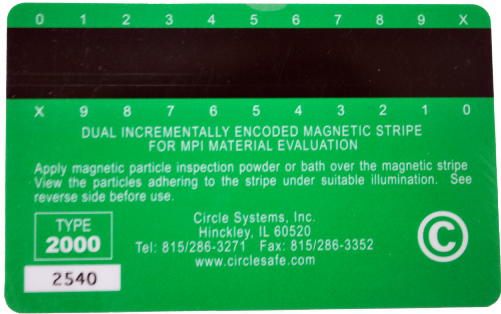 0 1 2 3 4 5 6 7 8 9 X
X 9 8 7 6 5 4 3 2 1 0
DUAL INCREMENTALLY ENCODED MAGNETIC STRIPE
FOR MPI MATERIAL EVALUATION
Apply magnetic particle inspection powder or bath over the magnetic stripe
View the particles adhering to the stripe under suitable illumination. See
reverse side before use.
TYPE
2000
2540
Circle Systems, Inc.
Hinckley, IL 60520
Tel: 815/286-3271 Fax: 815/286-3352
www.circlesafe.com
©